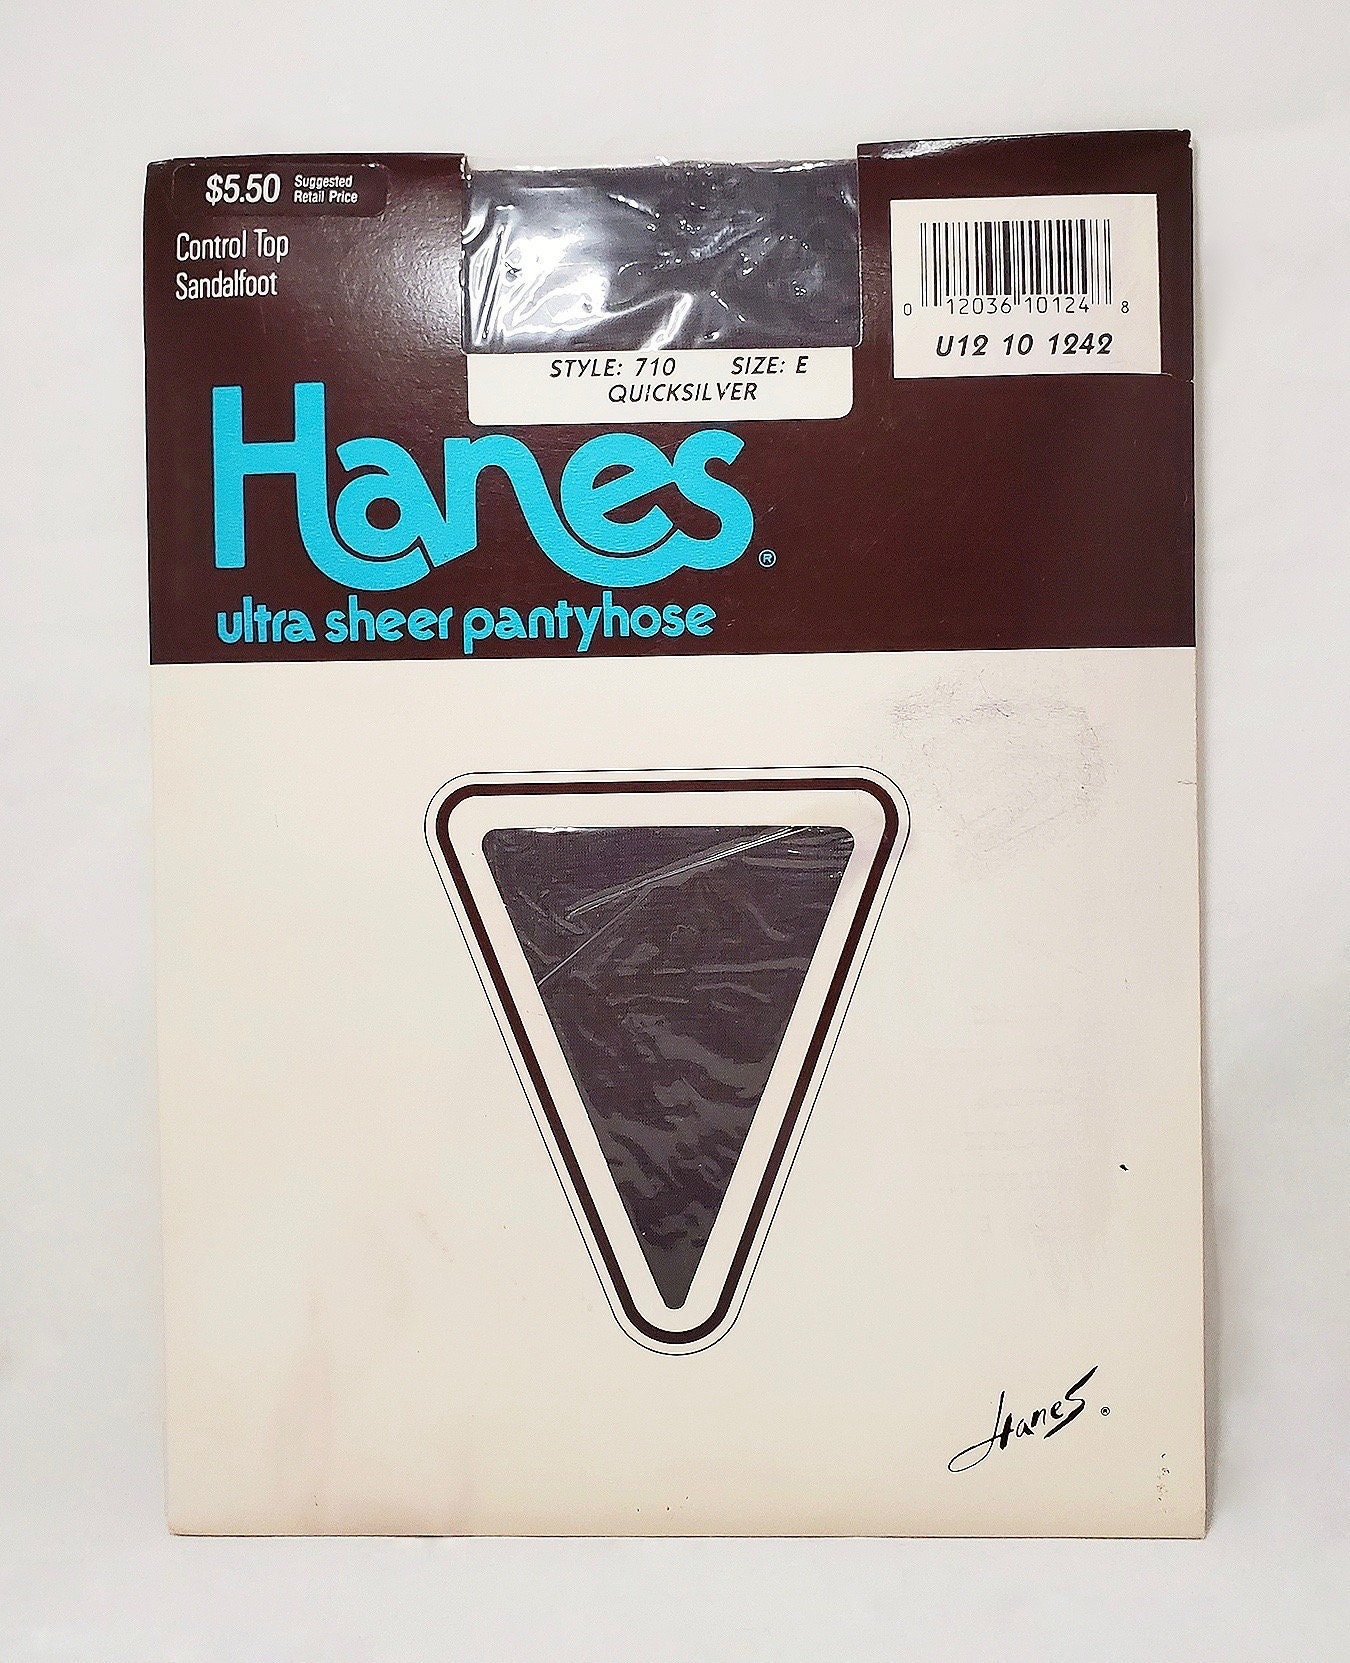 $5.50 Suggested
Retail Price
Control Top
Sandalfoot
0 12036 10124 8
U12 10 1242
STYLE: 710 SIZE: E
QUICKSILVER
Hanes®
ultra sheer pantyhose
Hanes®